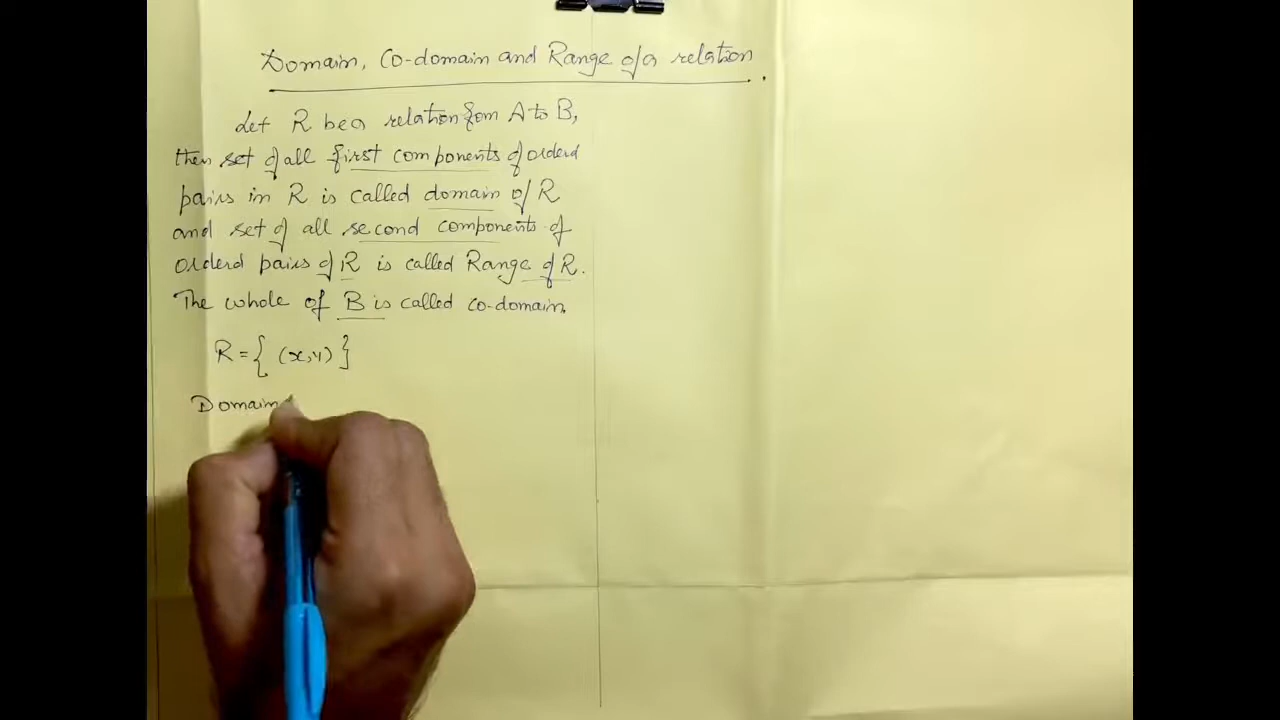 Domain, Co-domain and Range of a relation.
Let R be a relation from A to B,
then set of all first components of orderd
pairs in R is called domain of R
and set of all second components of
orderd pairs of R is called Range of R.
The whole of B is called co-domain.
R = { (x,y) }
Domain